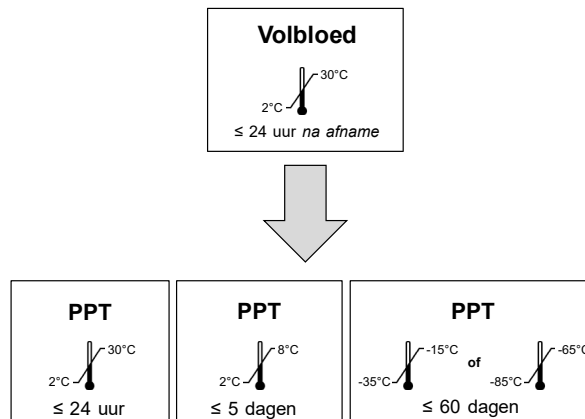 Volbloed
30°C
2°C
≤ 24 uur na afname
PPT
30°C
2°C
≤ 24 uur
PPT
8°C
2°C
≤ 5 dagen
PPT
-15°C
-35°C
of
-65°C
-85°C
≤ 60 dagen